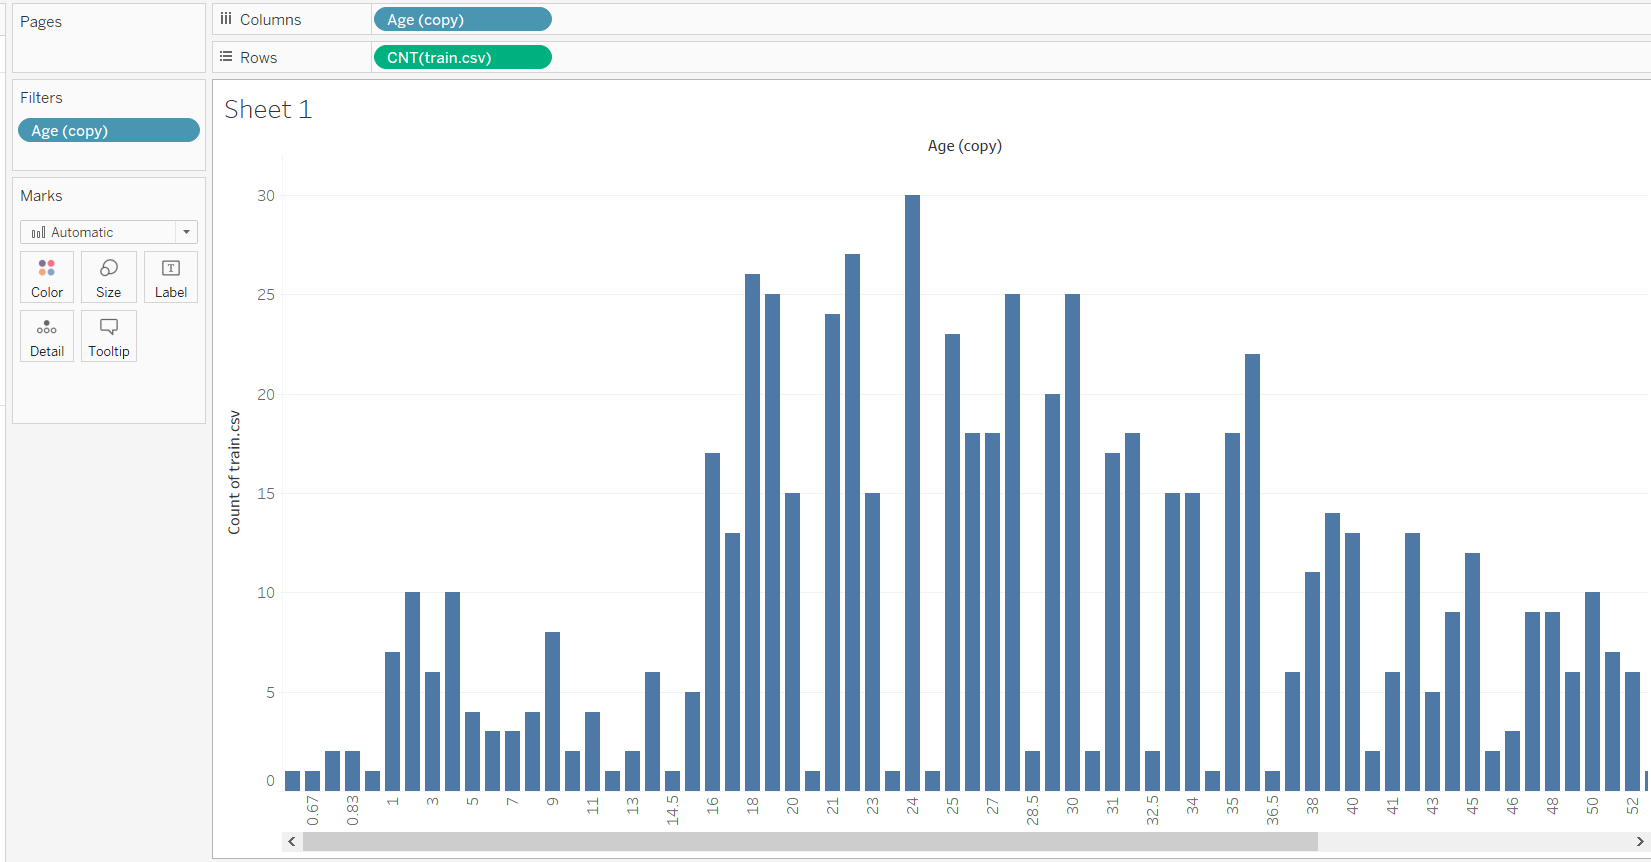 Pages
Columns
Age (copy)
Rows
CNT(train.csv)
Filters
Age (copy)
Marks
Automatic
Color
Size
Label
Detail
Tooltip
Sheet 1
Age (copy)
Count of train.csv
30
25
20
15
10
5
0
0.67
0.83
1
3
5
7
9
11
13
14.5
16
18
20
21
23
24
25
27
28.5
30
31
32.5
34
35
36.5
38
40
41
43
45
46
48
50
52